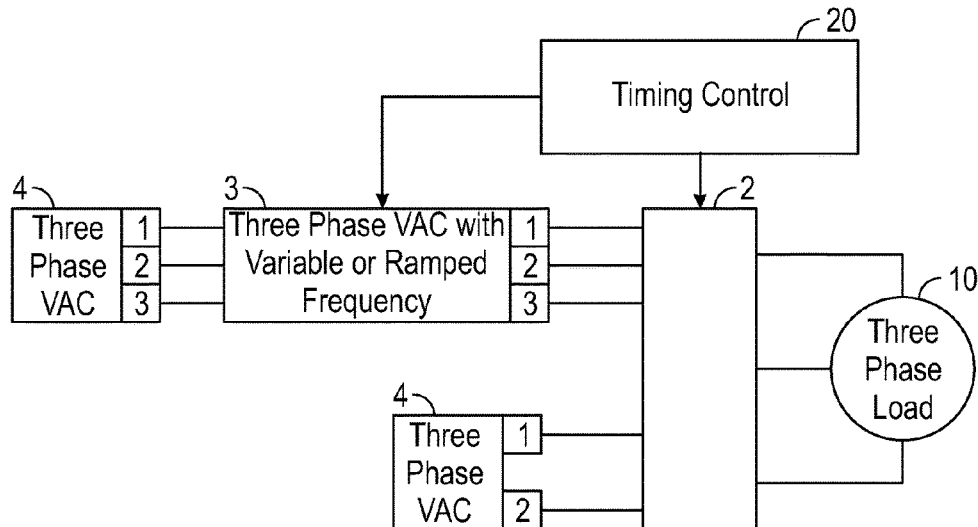 20
Timing Control
4
Three
Phase
VAC
1
2
3
3
Three Phase VAC with
Variable or Ramped
Frequency
1
2
3
2
10
Three
Phase
Load
4
Three
Phase
VAC
1
2